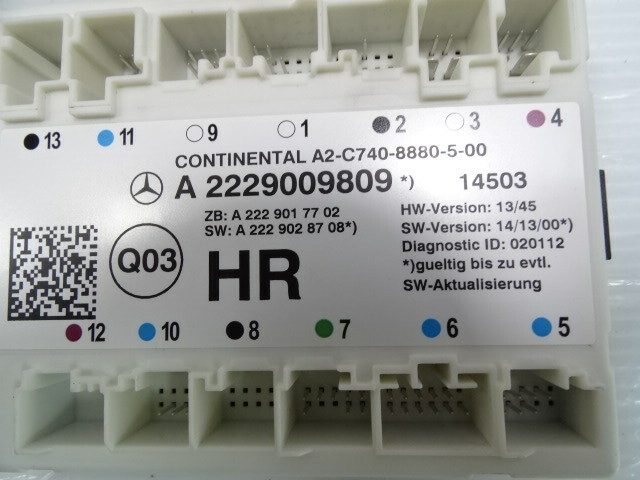 13 11 9 1 2 3 4
CONTINENTAL A2-C740-8880-5-00
A 2229009809 *) 14503
ZB: A 222 901 77 02
SW: A 222 902 87 08*)
HW-Version: 13/45
SW-Version: 14/13/00*)
Diagnostic ID: 020112
*)gueltig bis zu evtl.
SW-Aktualisierung
Q03
HR
12 10 8 7 6 5